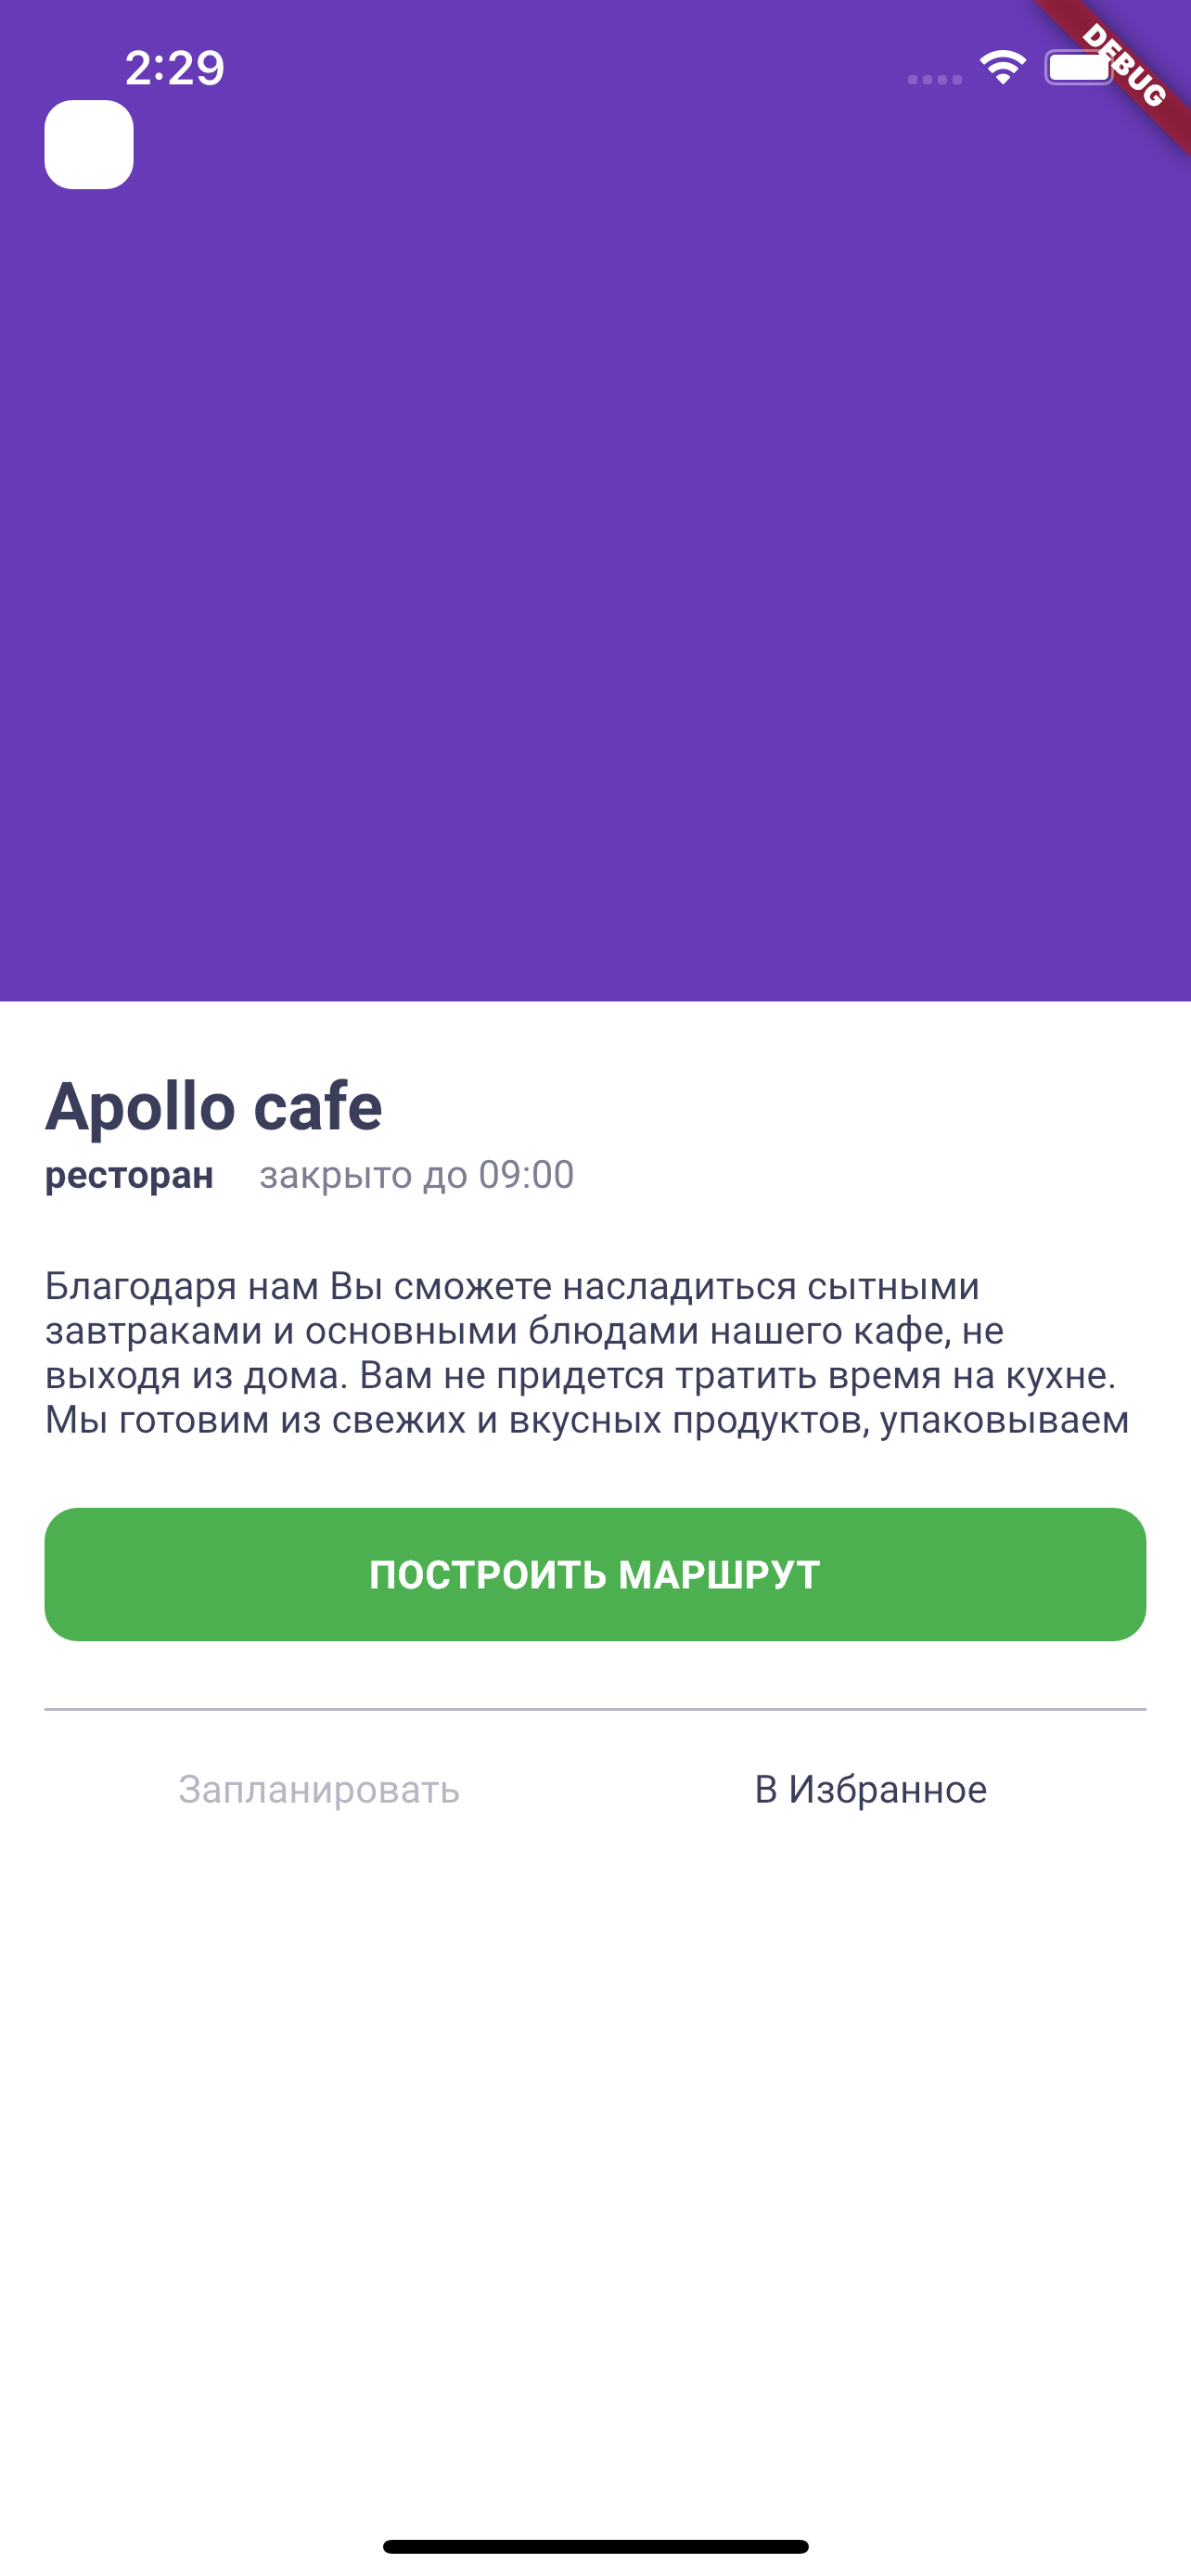 2:29
DEBUG
Apollo cafe
ресторан закрыто до 09:00
Благодаря нам Вы сможете насладиться сытными
завтраками и основными блюдами нашего кафе, не
выходя из дома. Вам не придется тратить время на кухне.
Мы готовим из свежих и вкусных продуктов, упаковываем
ПОСТРОИТЬ МАРШРУТ
Запланировать В Избранное